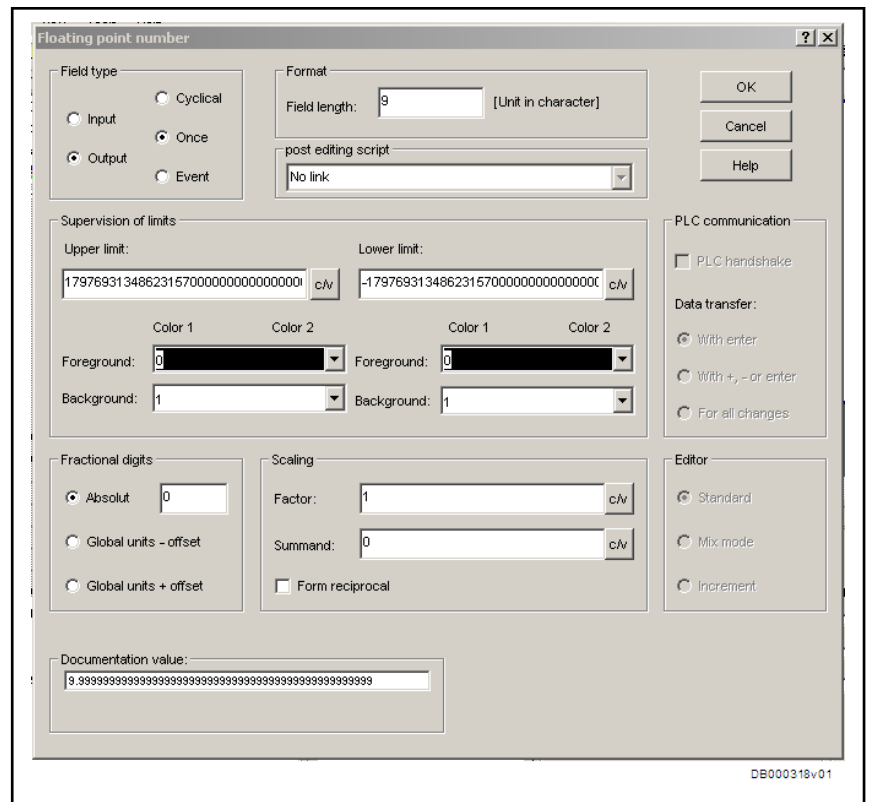 Floating point number
Field type
Input
Output
Cyclical
Once
Event
Format
Field length: 9 [Unit in character]
post editing script
No link
OK
Cancel
Help
Supervision of limits
Upper limit:
c/v
Lower limit:
c/v
Color 1 Color 2
Foreground: 0
Background: 1
Color 1 Color 2
Foreground: 0
Background: 1
PLC communication
PLC handshake
Data transfer:
With enter
With +, - or enter
For all changes
Fractional digits
Absolut 0
Global units - offset
Global units + offset
Scaling
Factor: 1 c/v
Summand: 0 c/v
Form reciprocal
Editor
Standard
Mix mode
Increment
Documentation value:
DB000318v01